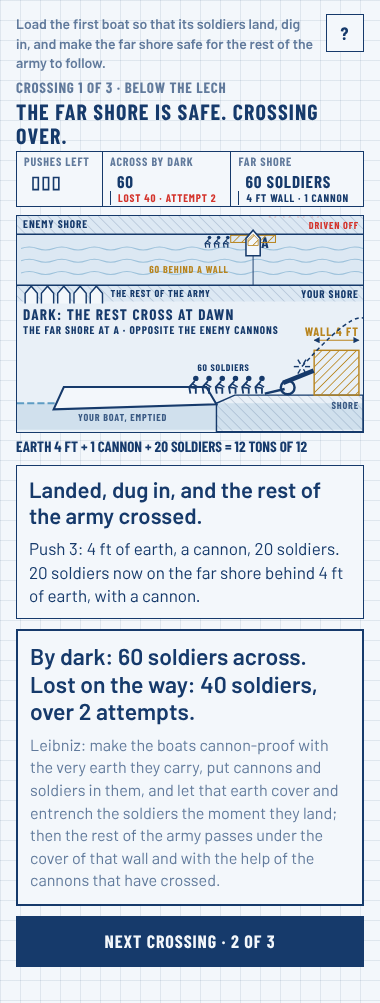 Load the first boat so that its soldiers land, dig
in, and make the far shore safe for the rest of the
army to follow.
?
CROSSING 1 OF 3 · BELOW THE LECH
THE FAR SHORE IS SAFE. CROSSING
OVER.
PUSHES LEFT
ACROSS BY DARK
60
LOST 40 · ATTEMPT 2
FAR SHORE
60 SOLDIERS
4 FT WALL · 1 CANNON
ENEMY SHORE
DRIVEN OFF
A
60 BEHIND A WALL
THE REST OF THE ARMY
YOUR SHORE
DARK: THE REST CROSS AT DAWN
THE FAR SHORE AT A · OPPOSITE THE ENEMY CANNONS
WALL 4 FT
60 SOLDIERS
SHORE
YOUR BOAT, EMPTIED
EARTH 4 FT + 1 CANNON + 20 SOLDIERS = 12 TONS OF 12
Landed, dug in, and the rest of
the army crossed.
Push 3: 4 ft of earth, a cannon, 20 soldiers.
20 soldiers now on the far shore behind 4 ft
of earth, with a cannon.
By dark: 60 soldiers across.
Lost on the way: 40 soldiers,
over 2 attempts.
Leibniz: make the boats cannon-proof with
the very earth they carry, put cannons and
soldiers in them, and let that earth cover and
entrench the soldiers the moment they land;
then the rest of the army passes under the
cover of that wall and with the help of the
cannons that have crossed.
NEXT CROSSING · 2 OF 3